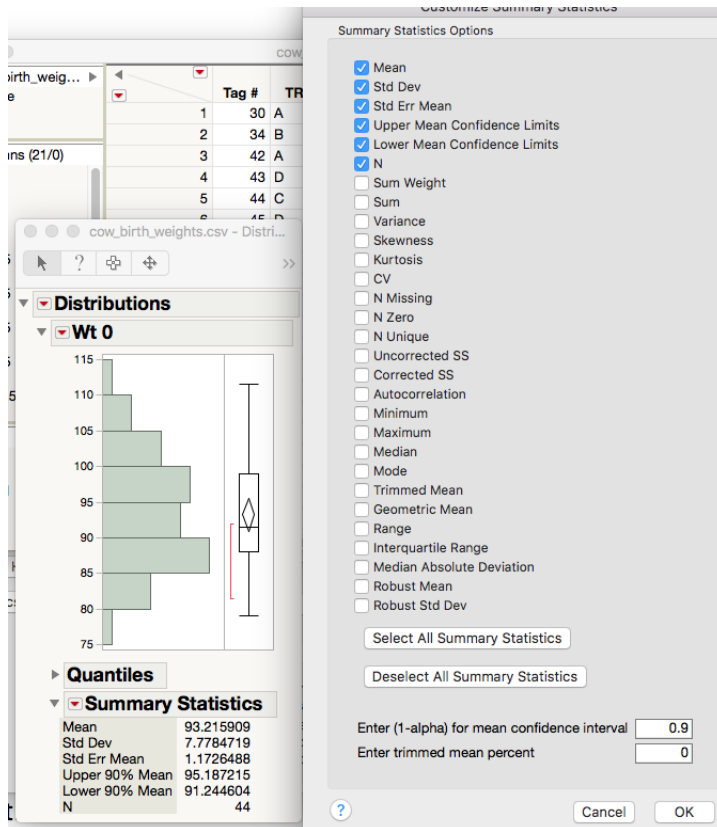 Customize Summary Statistics
Summary Statistics Options
Mean
Std Dev
Std Err Mean
Upper Mean Confidence Limits
Lower Mean Confidence Limits
N
Sum Weight
Sum
Variance
Skewness
Kurtosis
CV
N Missing
N Zero
N Unique
Uncorrected SS
Corrected SS
Autocorrelation
Minimum
Maximum
Median
Mode
Trimmed Mean
Geometric Mean
Range
Interquartile Range
Median Absolute Deviation
Robust Mean
Robust Std Dev
Select All Summary Statistics
Deselect All Summary Statistics
Enter (1-alpha) for mean confidence interval 0.9
Enter trimmed mean percent 0
? Cancel OK
cow_
birth_weig...
Tag # TR
1 30 A
2 34 B
3 42 A
4 43 D
5 44 C
6 45 D
ns (21/0)
cow_birth_weights.csv - Distri...
?
>>
Distributions
Wt 0
115
110
105
100
95
90
85
80
75
Quantiles
Summary Statistics
Mean 93.215909
Std Dev 7.7784719
Std Err Mean 1.1726488
Upper 90% Mean 95.187215
Lower 90% Mean 91.244604
N 44